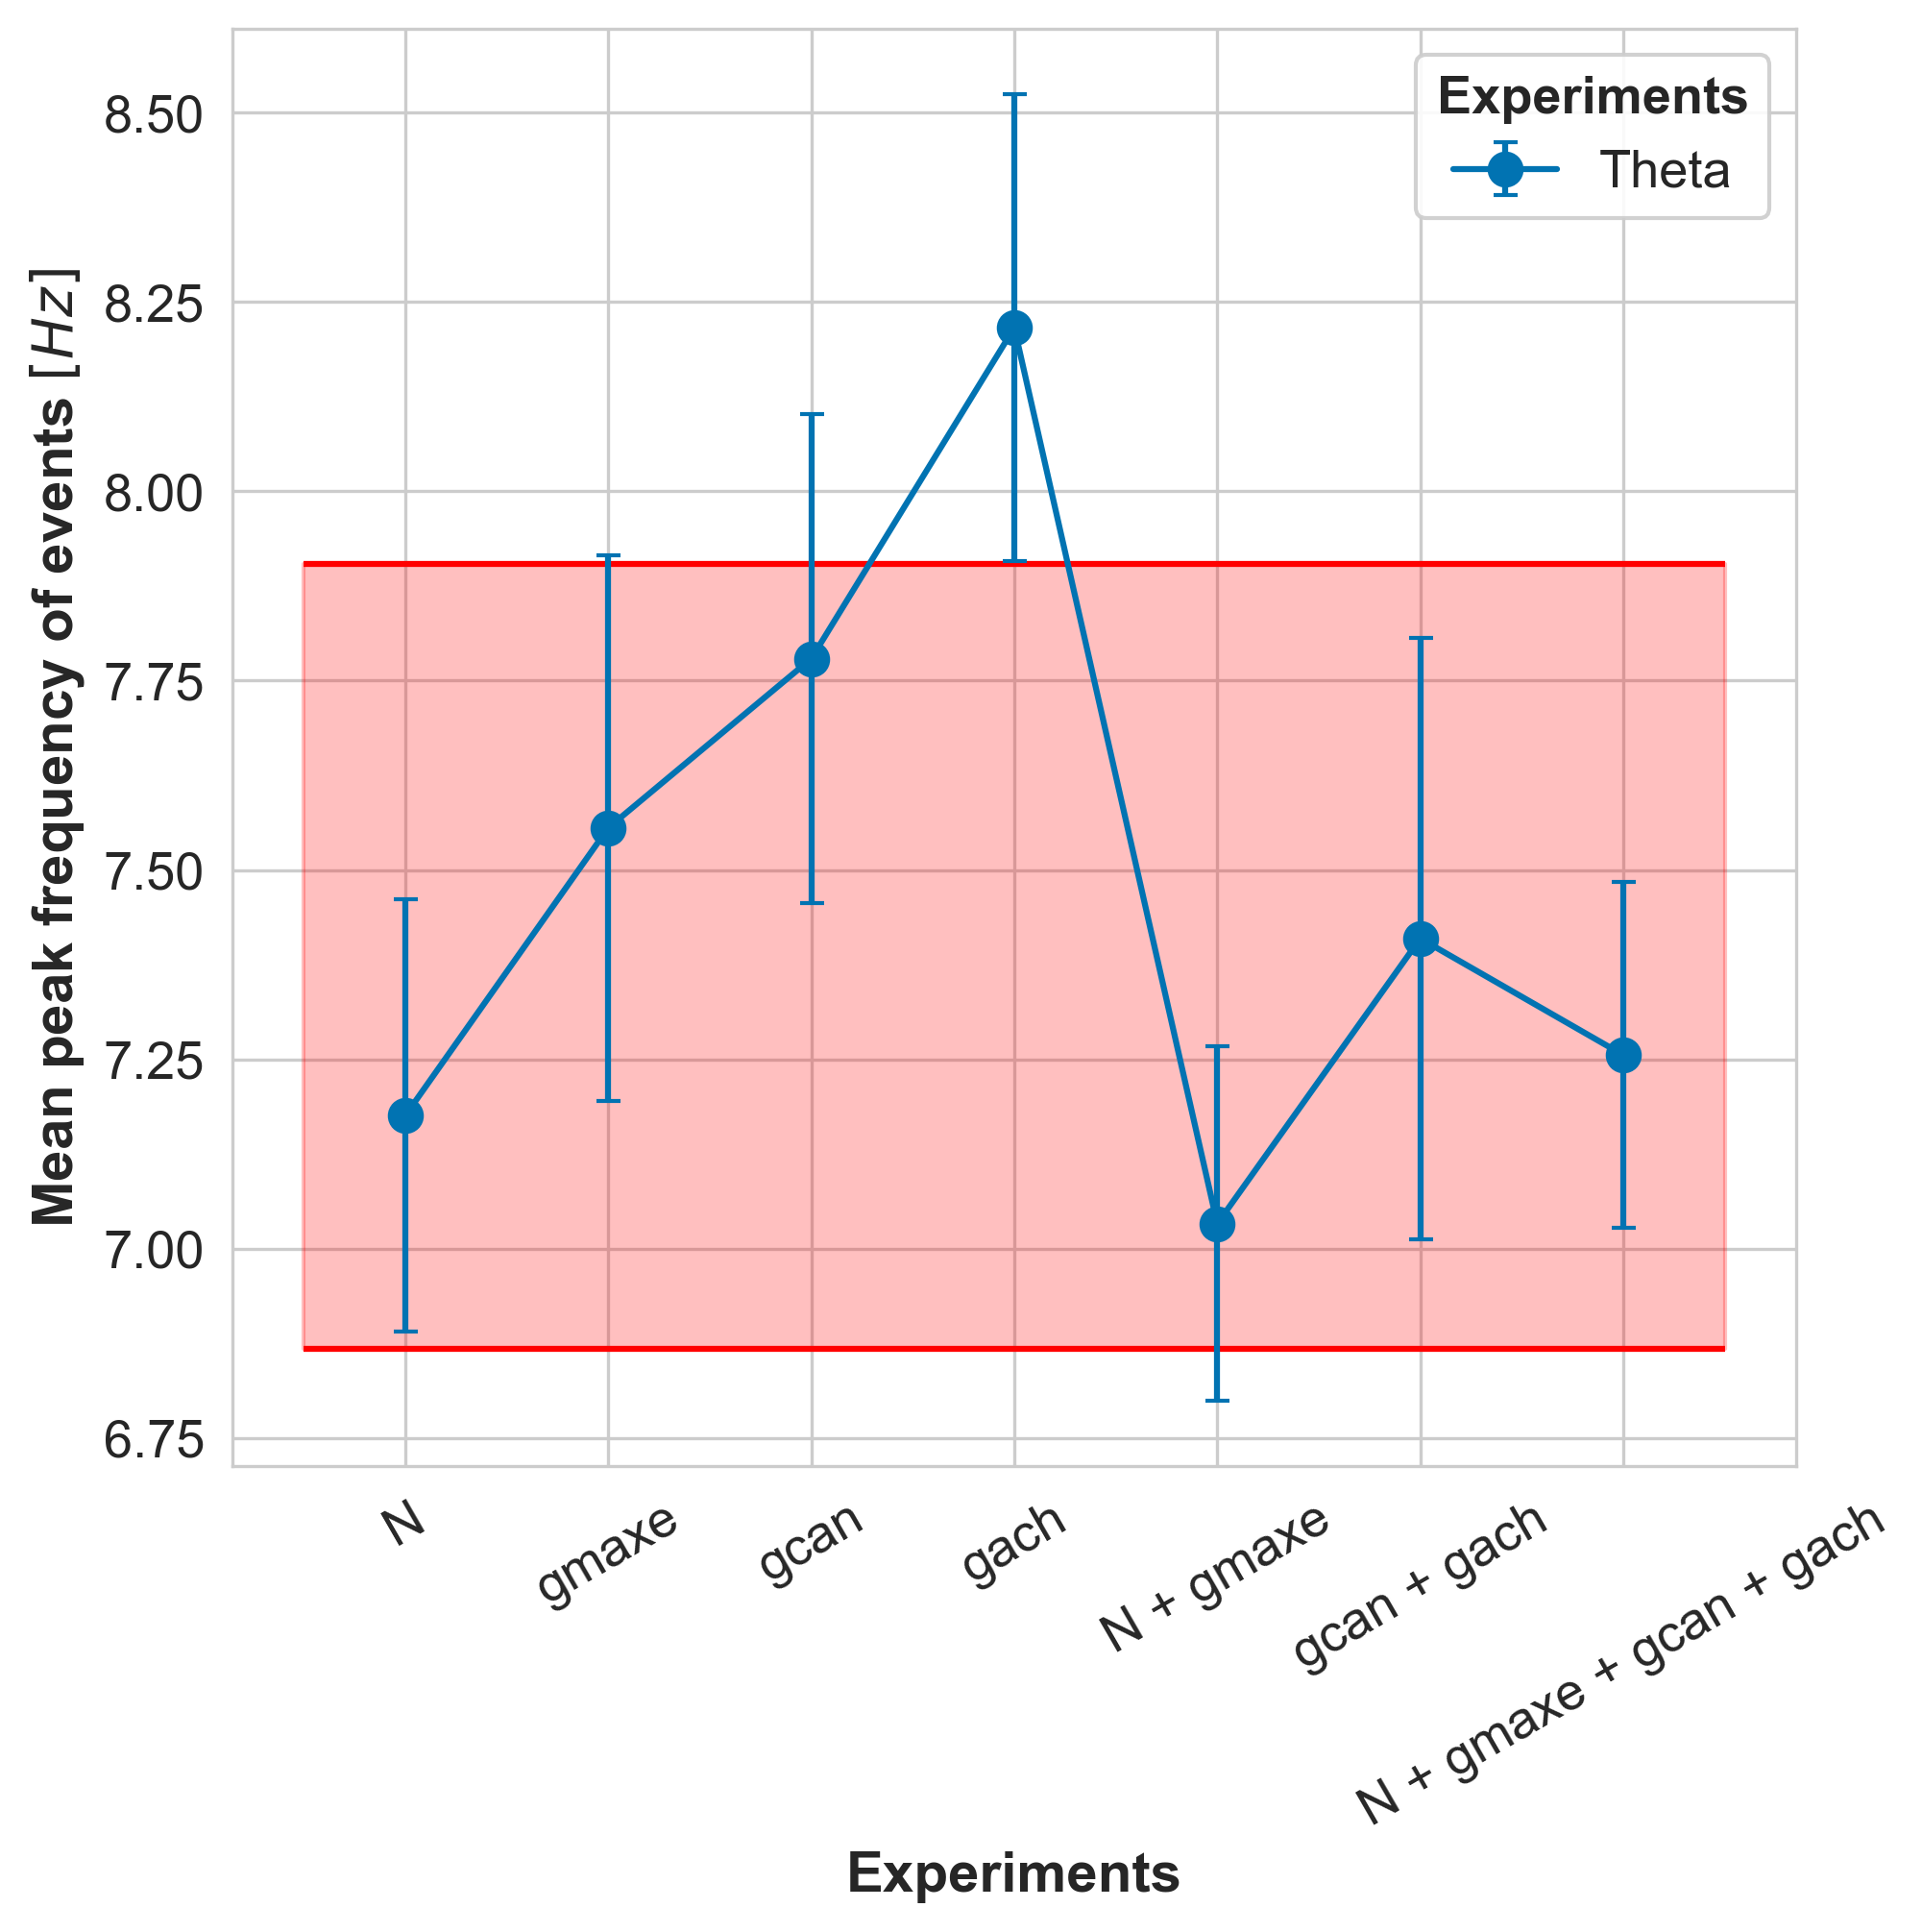 Experiments
Theta
Mean peak frequency of events [Hz]
8.50
8.25
8.00
7.75
7.50
7.25
7.00
6.75
N
gmaxe
gcan
gach
N + gmaxe
gcan + gach
N + gmaxe + gcan + gach
Experiments